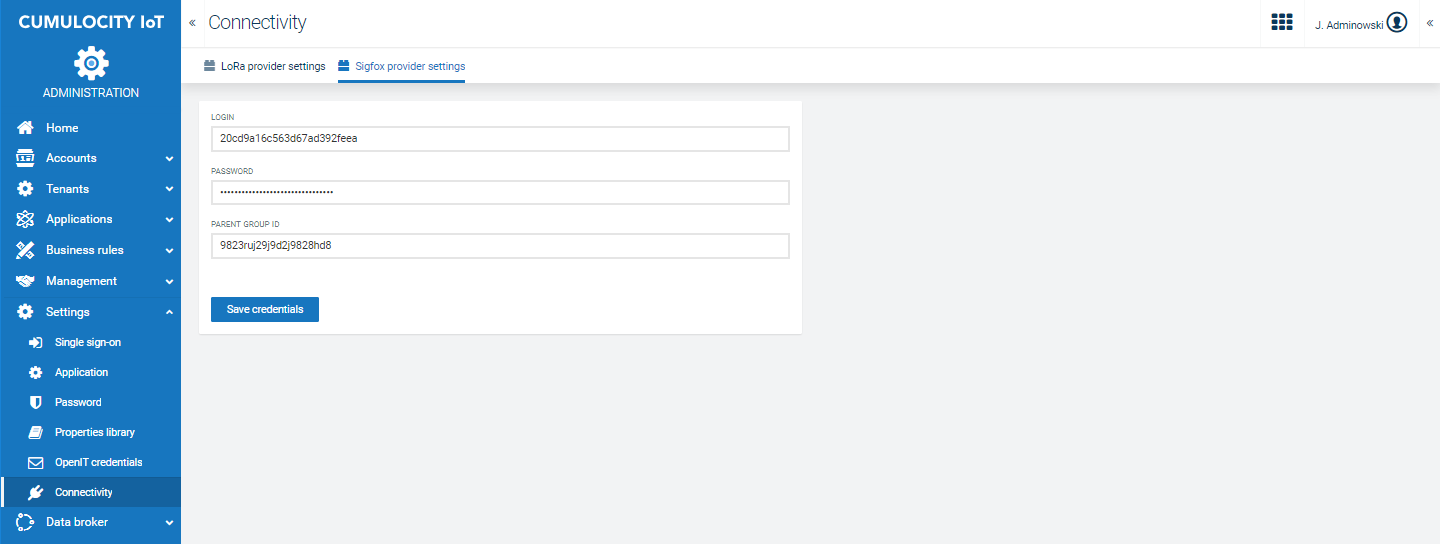 CUMULOCITY IoT
ADMINISTRATION
Home
Accounts
Tenants
Applications
Business rules
Management
Settings
Single sign-on
Application
Password
Properties library
OpenIT credentials
Connectivity
Data broker
«
Connectivity
J. Adminowski
«
LoRa provider settings
Sigfox provider settings
LOGIN
20cd9a16c563d67ad392feea
PASSWORD
••••••••••••••••••••••••••••••••
PARENT GROUP ID
9823ruj29j9d2j9828hd8
Save credentials